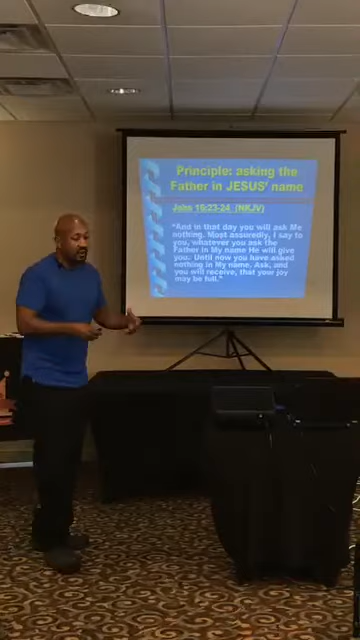 Principle: asking the
Father in JESUS' name
John 16:23-24 (NKJV)
"And in that day you will ask Me
nothing. Most assuredly, I say to
you, whatever you ask the
Father in My name He will give
you. Until now you have asked
nothing in My name. Ask, and
you will receive, that your joy
may be full."